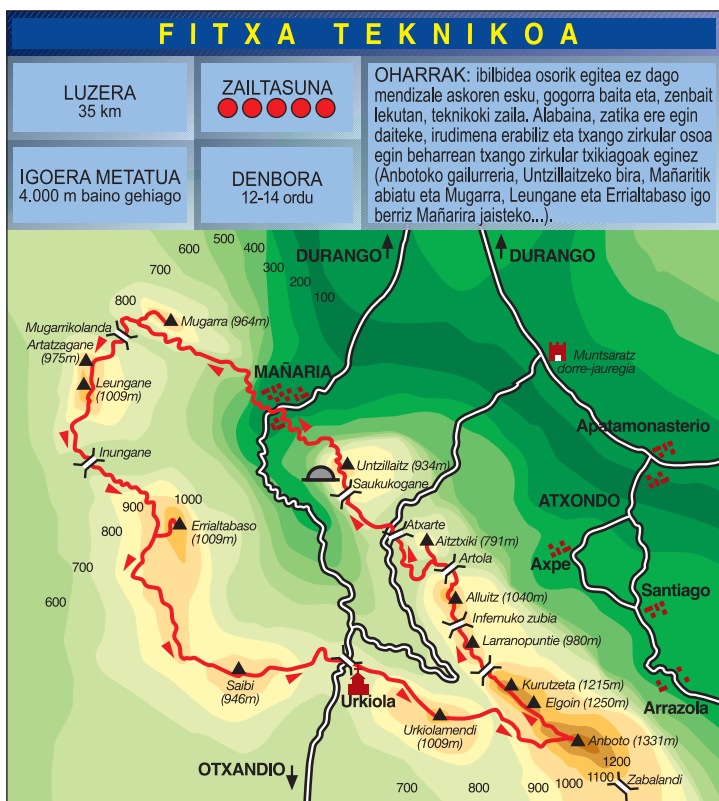 FITXA TEKNIKOA
LUZERA
35 km
ZAILTASUNA
IGOERA METATUA
4.000 m baino gehiago
DENBORA
12-14 ordu
OHARRAK: ibilbidea osorik egitea ez dago
mendizale askoren esku, gogorra baita eta, zenbait
lekutan, teknikoki zaila. Alabaina, zatika ere egin
daiteke, irudimena erabiliz eta txango zirkular osoa
egin beharrean txango zirkular txikiagoak eginez
(Anbotoko gailurreria, Untzillaitzeko bira, Mañaritik
abiatu eta Mugarra, Leungane eta Errialtabaso igo
berriz Mañarira jaisteko...).
DURANGO
DURANGO
800
700
600
500
400
300
200
100
Mugarra (964m)
Mugarrikolanda
Artatzagane
(975m)
Leungane
(1009m)
MAÑARIA
Muntsaratz
dorre-jauregia
Apatamonasterio
Inungane
Untzillaitz (934m)
Saukukogane
ATXONDO
1000
900
800
700
600
Errialtabaso
(1009m)
Atxarte
Aitztxiki (791m)
Artola
Axpe
Alluitz (1040m)
Santiago
Infernuko zubia
Larranopuntie (980m)
Saibi
(946m)
Urkiola
Kurutzeta (1215m)
Elgoin (1250m)
Arrazola
Urkiolamendi
(1009m)
Anboto (1331m)
OTXANDIO
700
800
900
1000
1100
1200
Zabalandi